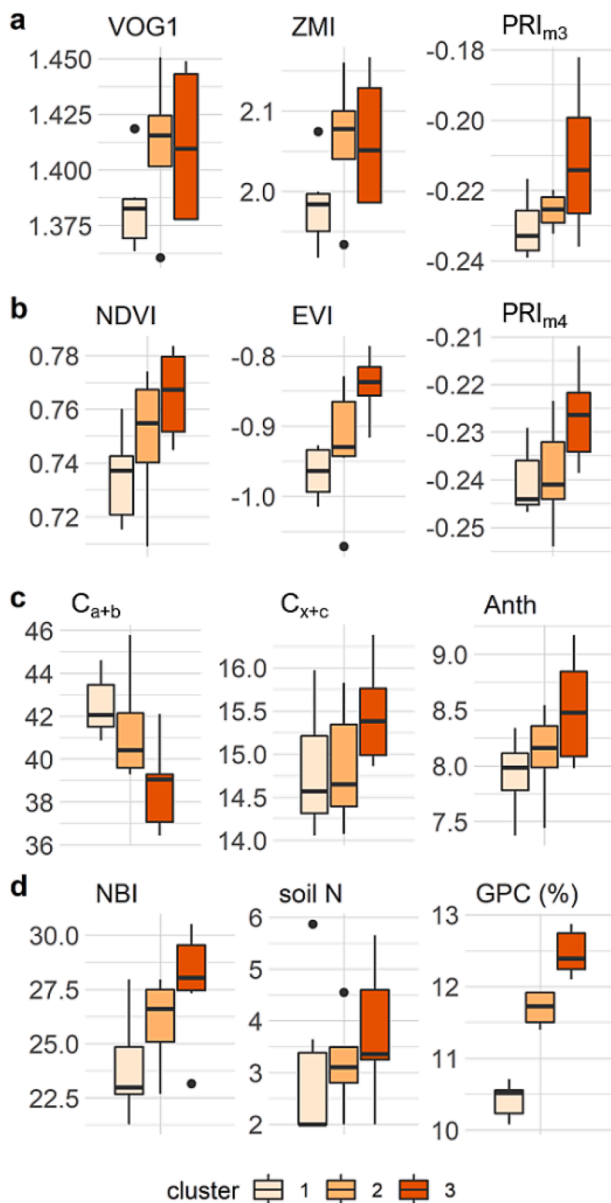 a
VOG1 ZMI PRIm3
1.450 1.425 1.400 1.375
2.1 2.0
-0.18 -0.20 -0.22 -0.24
b
NDVI EVI PRIm4
0.78 0.76 0.74 0.72
-0.8 -0.9 -1.0
-0.21 -0.22 -0.23 -0.24 -0.25
c
Ca+b Cx+c Anth
46 44 42 40 38 36
16.0 15.5 15.0 14.5 14.0
9.0 8.5 8.0 7.5
d
NBI soil N GPC (%)
30.0 27.5 25.0 22.5
6 5 4 3 2
13 12 11 10
cluster 1 2 3